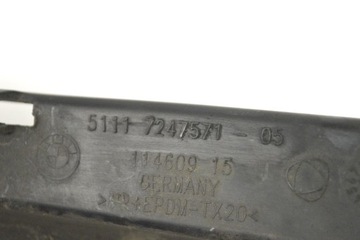 5111 7247571-05
114609 15
GERMANY
>PP+EPDM-TX20<